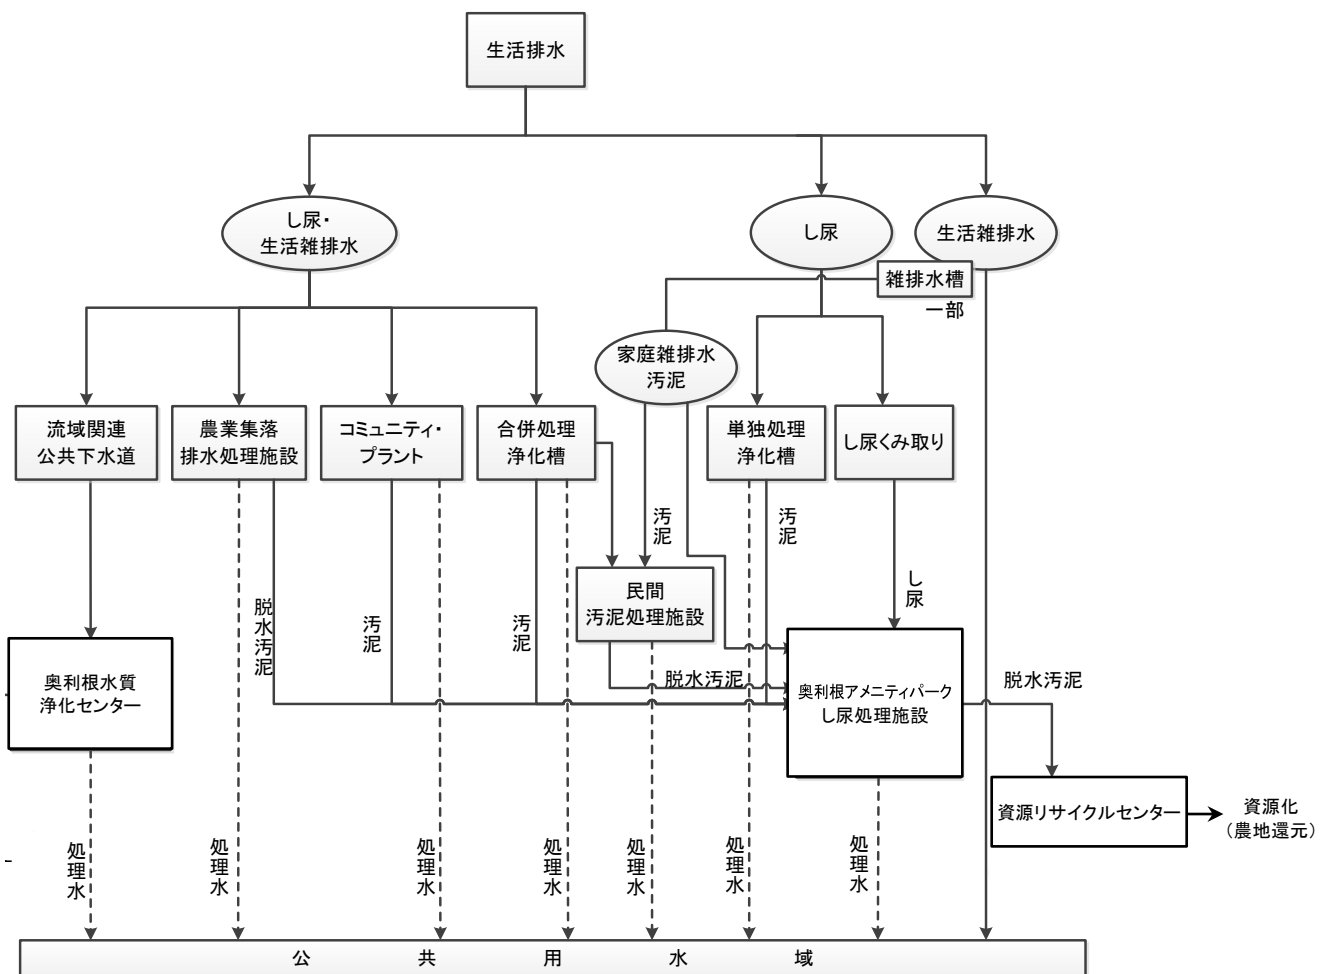 生活排水
し尿・
生活雑排水
し尿
生活雑排水
雑排水槽
一部
家庭雑排水
汚泥
流域関連
公共下水道
農業集落
排水処理施設
コミュニティ・
プラント
合併処理
浄化槽
単独処理
浄化槽
し尿くみ取り
汚泥
汚泥
民間
汚泥処理施設
し尿
脱水汚泥
汚泥
汚泥
奥利根水質
浄化センター
脱水汚泥
奥利根アメニティパーク
し尿処理施設
脱水汚泥
資源リサイクルセンター
資源化
(農地還元)
処理水
処理水
処理水
処理水
処理水
処理水
処理水
公共用水域